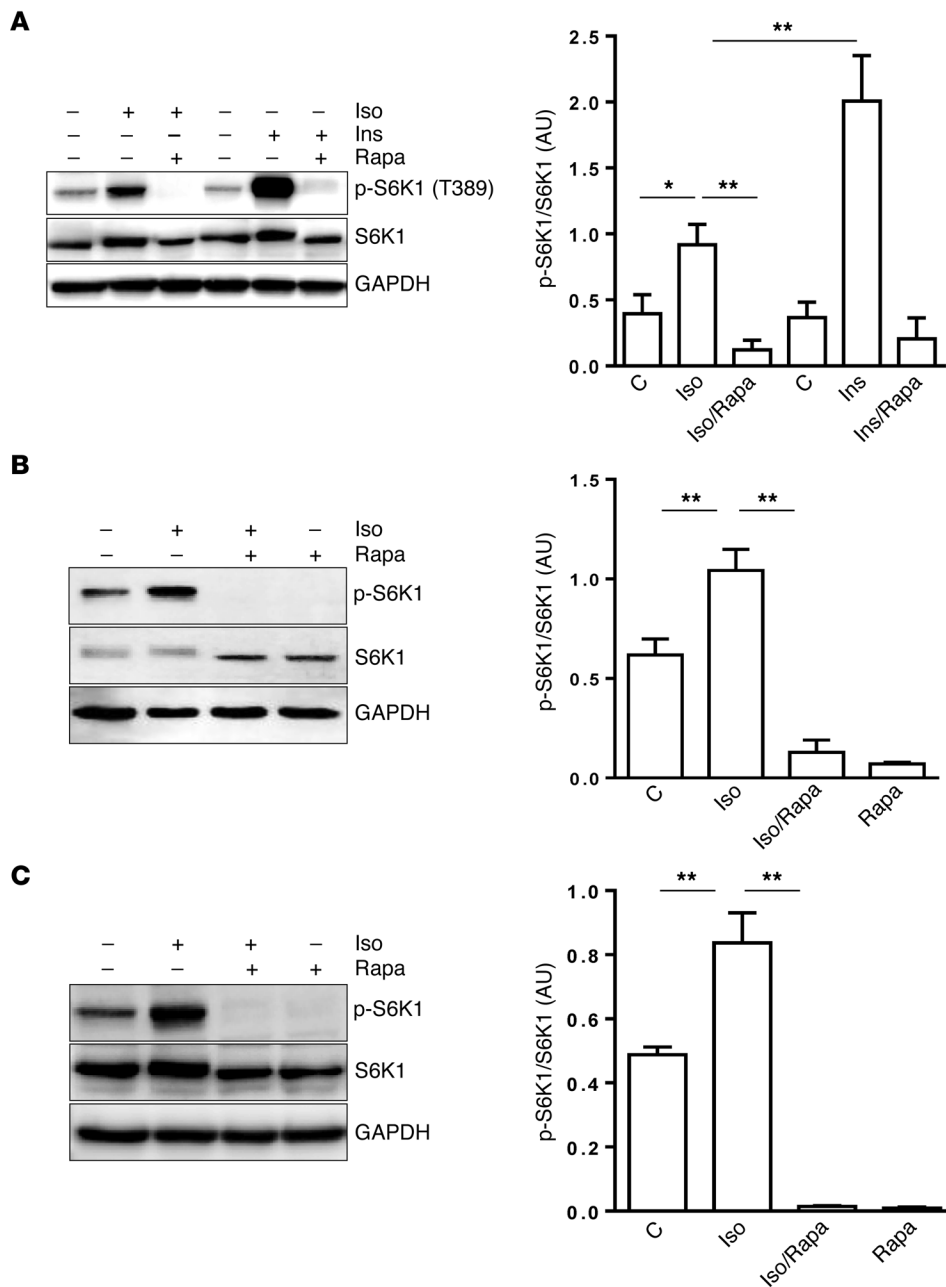 A
− + + − − − Iso
− − − − + + Ins
− − + − − + Rapa
p-S6K1 (T389)
S6K1
GAPDH
p-S6K1/S6K1 (AU)
2.5
2.0
1.5
1.0
0.5
0.0
* ** **
C Iso Iso/Rapa C Ins Ins/Rapa
B
− + + − Iso
− − + + Rapa
p-S6K1
S6K1
GAPDH
p-S6K1/S6K1 (AU)
1.5
1.0
0.5
0.0
** **
C Iso Iso/Rapa Rapa
C
− + + − Iso
− − + + Rapa
p-S6K1
S6K1
GAPDH
p-S6K1/S6K1 (AU)
1.0
0.8
0.6
0.4
0.2
0.0
** **
C Iso Iso/Rapa Rapa